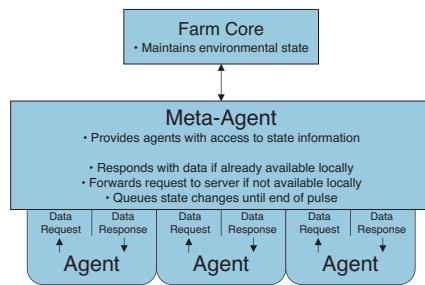 Farm Core
• Maintains environmental state
Meta-Agent
• Provides agents with access to state information
• Responds with data if already available locally
• Forwards request to server if not available locally
• Queues state changes until end of pulse
Data Request
Data Response
Data Request
Data Response
Data Request
Data Response
Agent
Agent
Agent